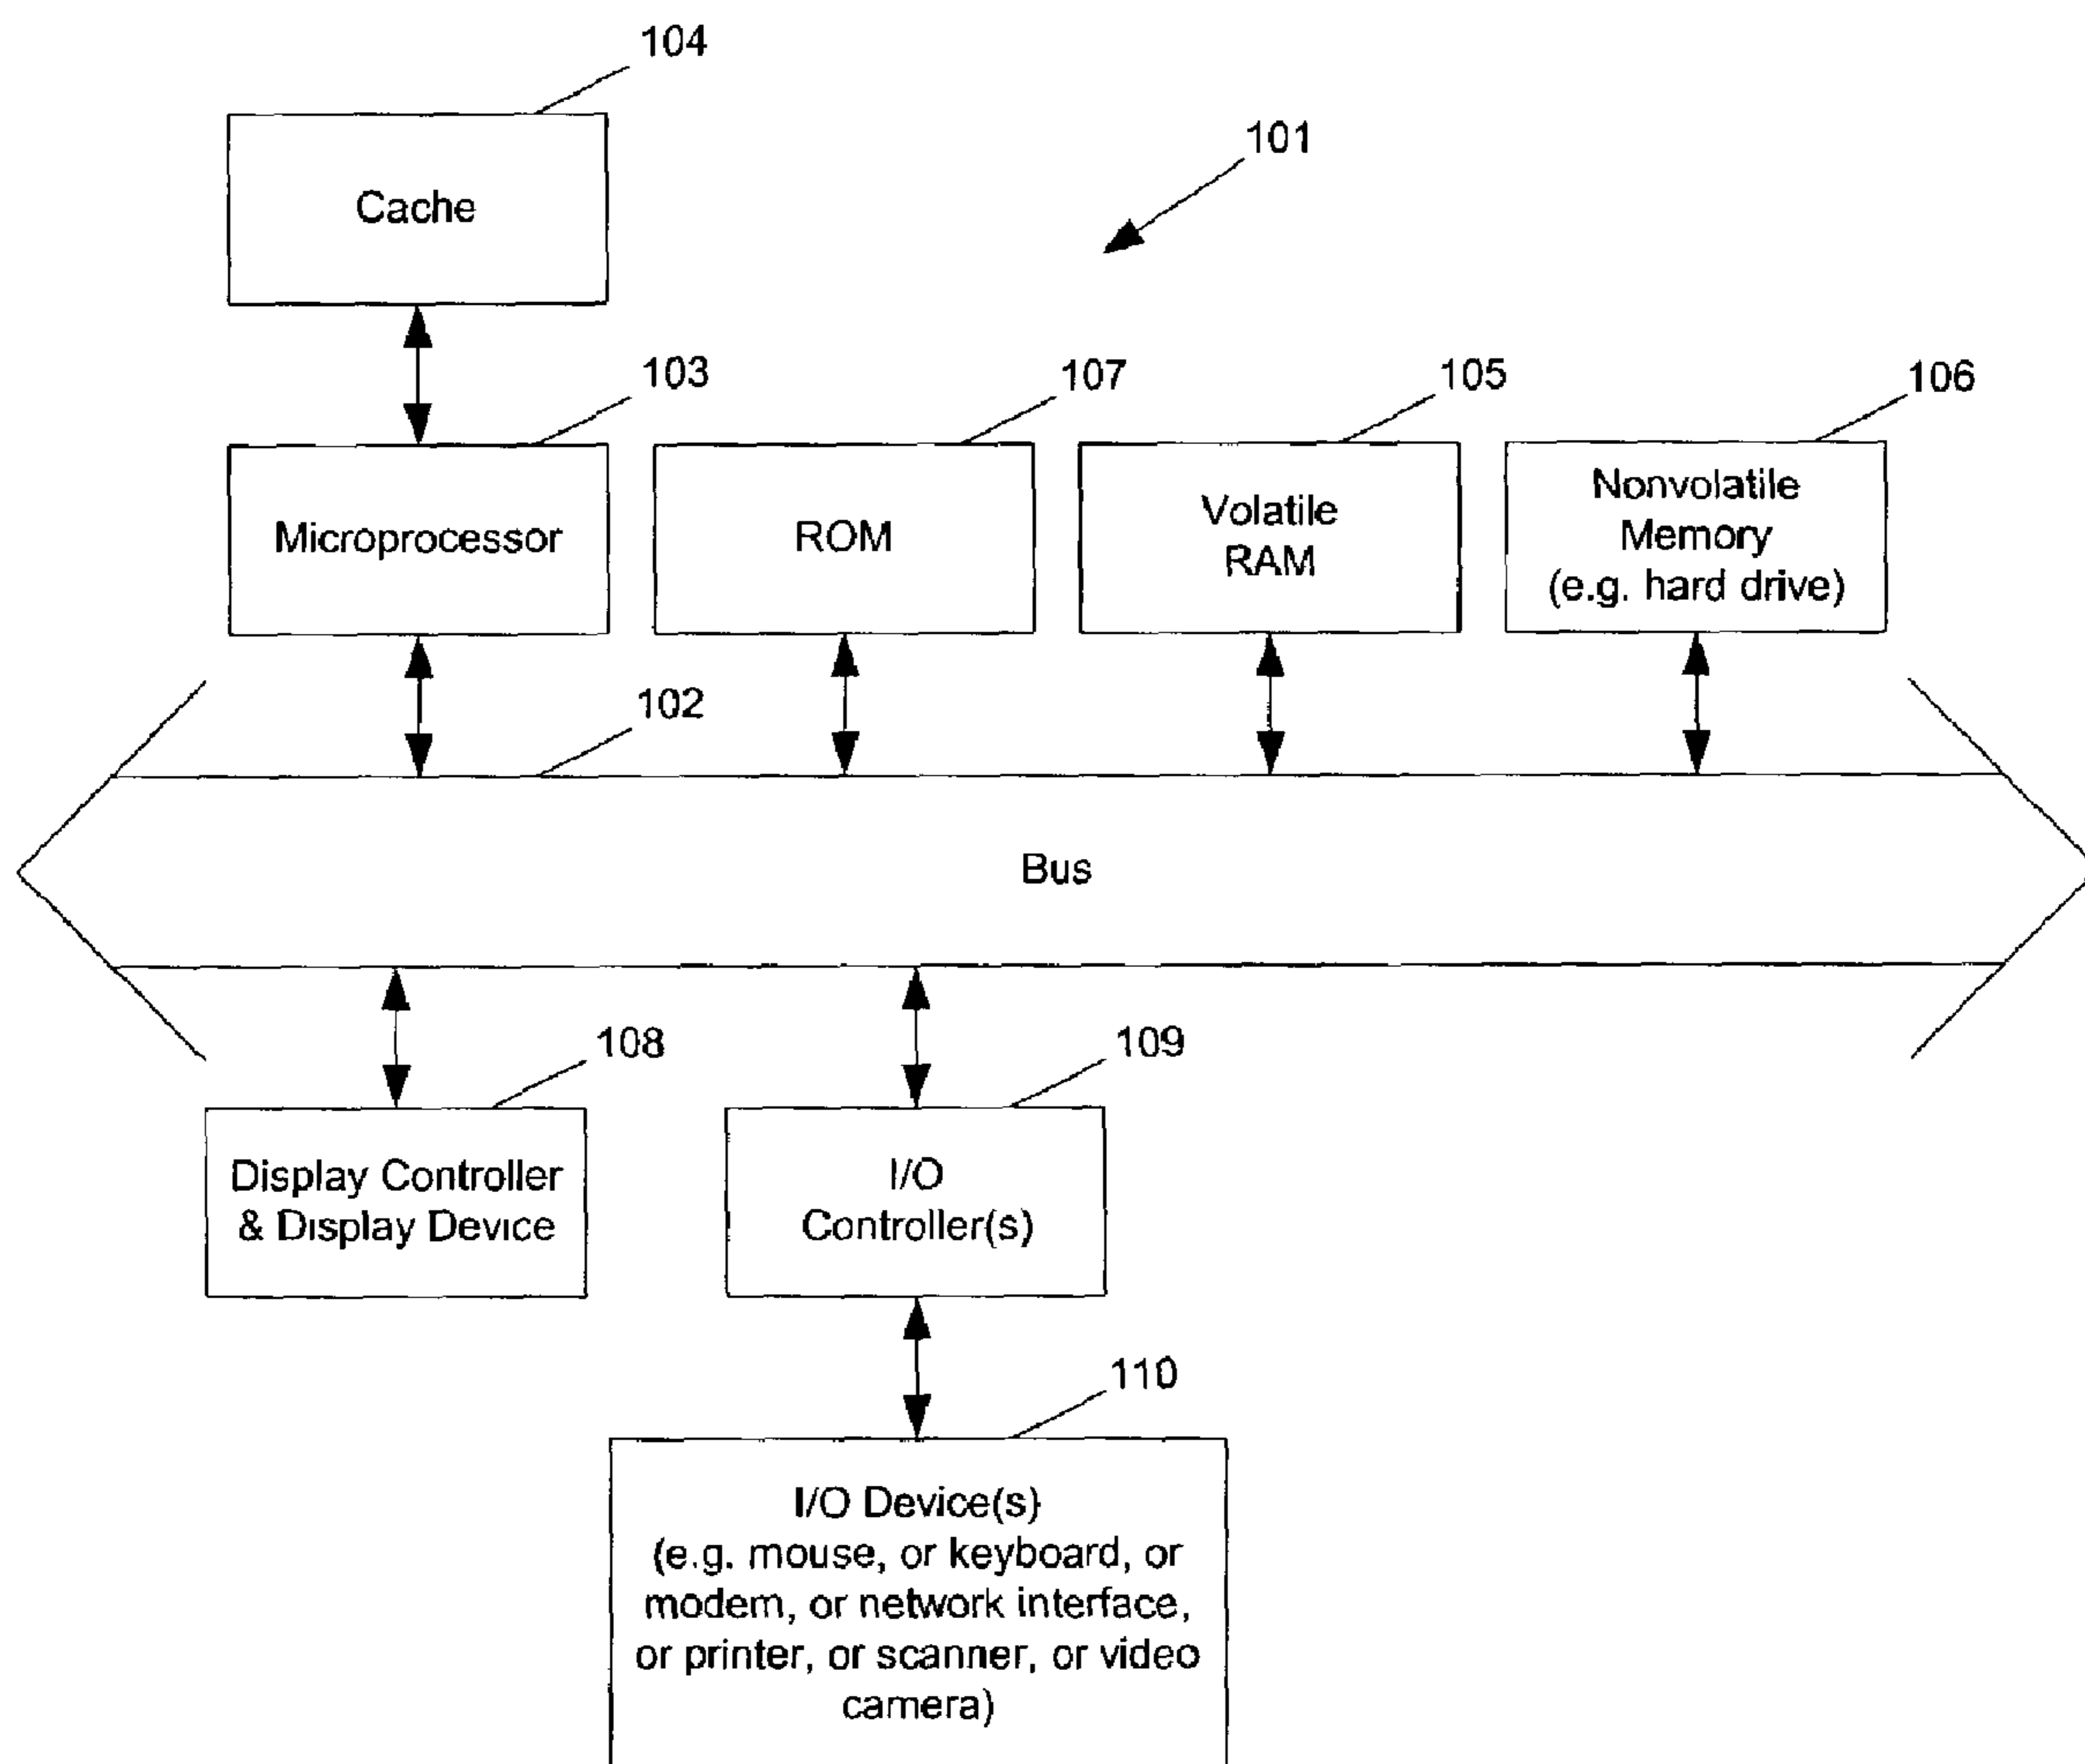 104
101
Cache
103
107
105
106
Microprocessor
ROM
Volatile
RAM
Nonvolatile
Memory
(e.g. hard drive)
102
Bus
108
109
Display Controller
& Display Device
I/O
Controller(s)
110
I/O Device(s)
(e.g. mouse, or keyboard, or
modem, or network interface,
or printer, or scanner, or video
camera)